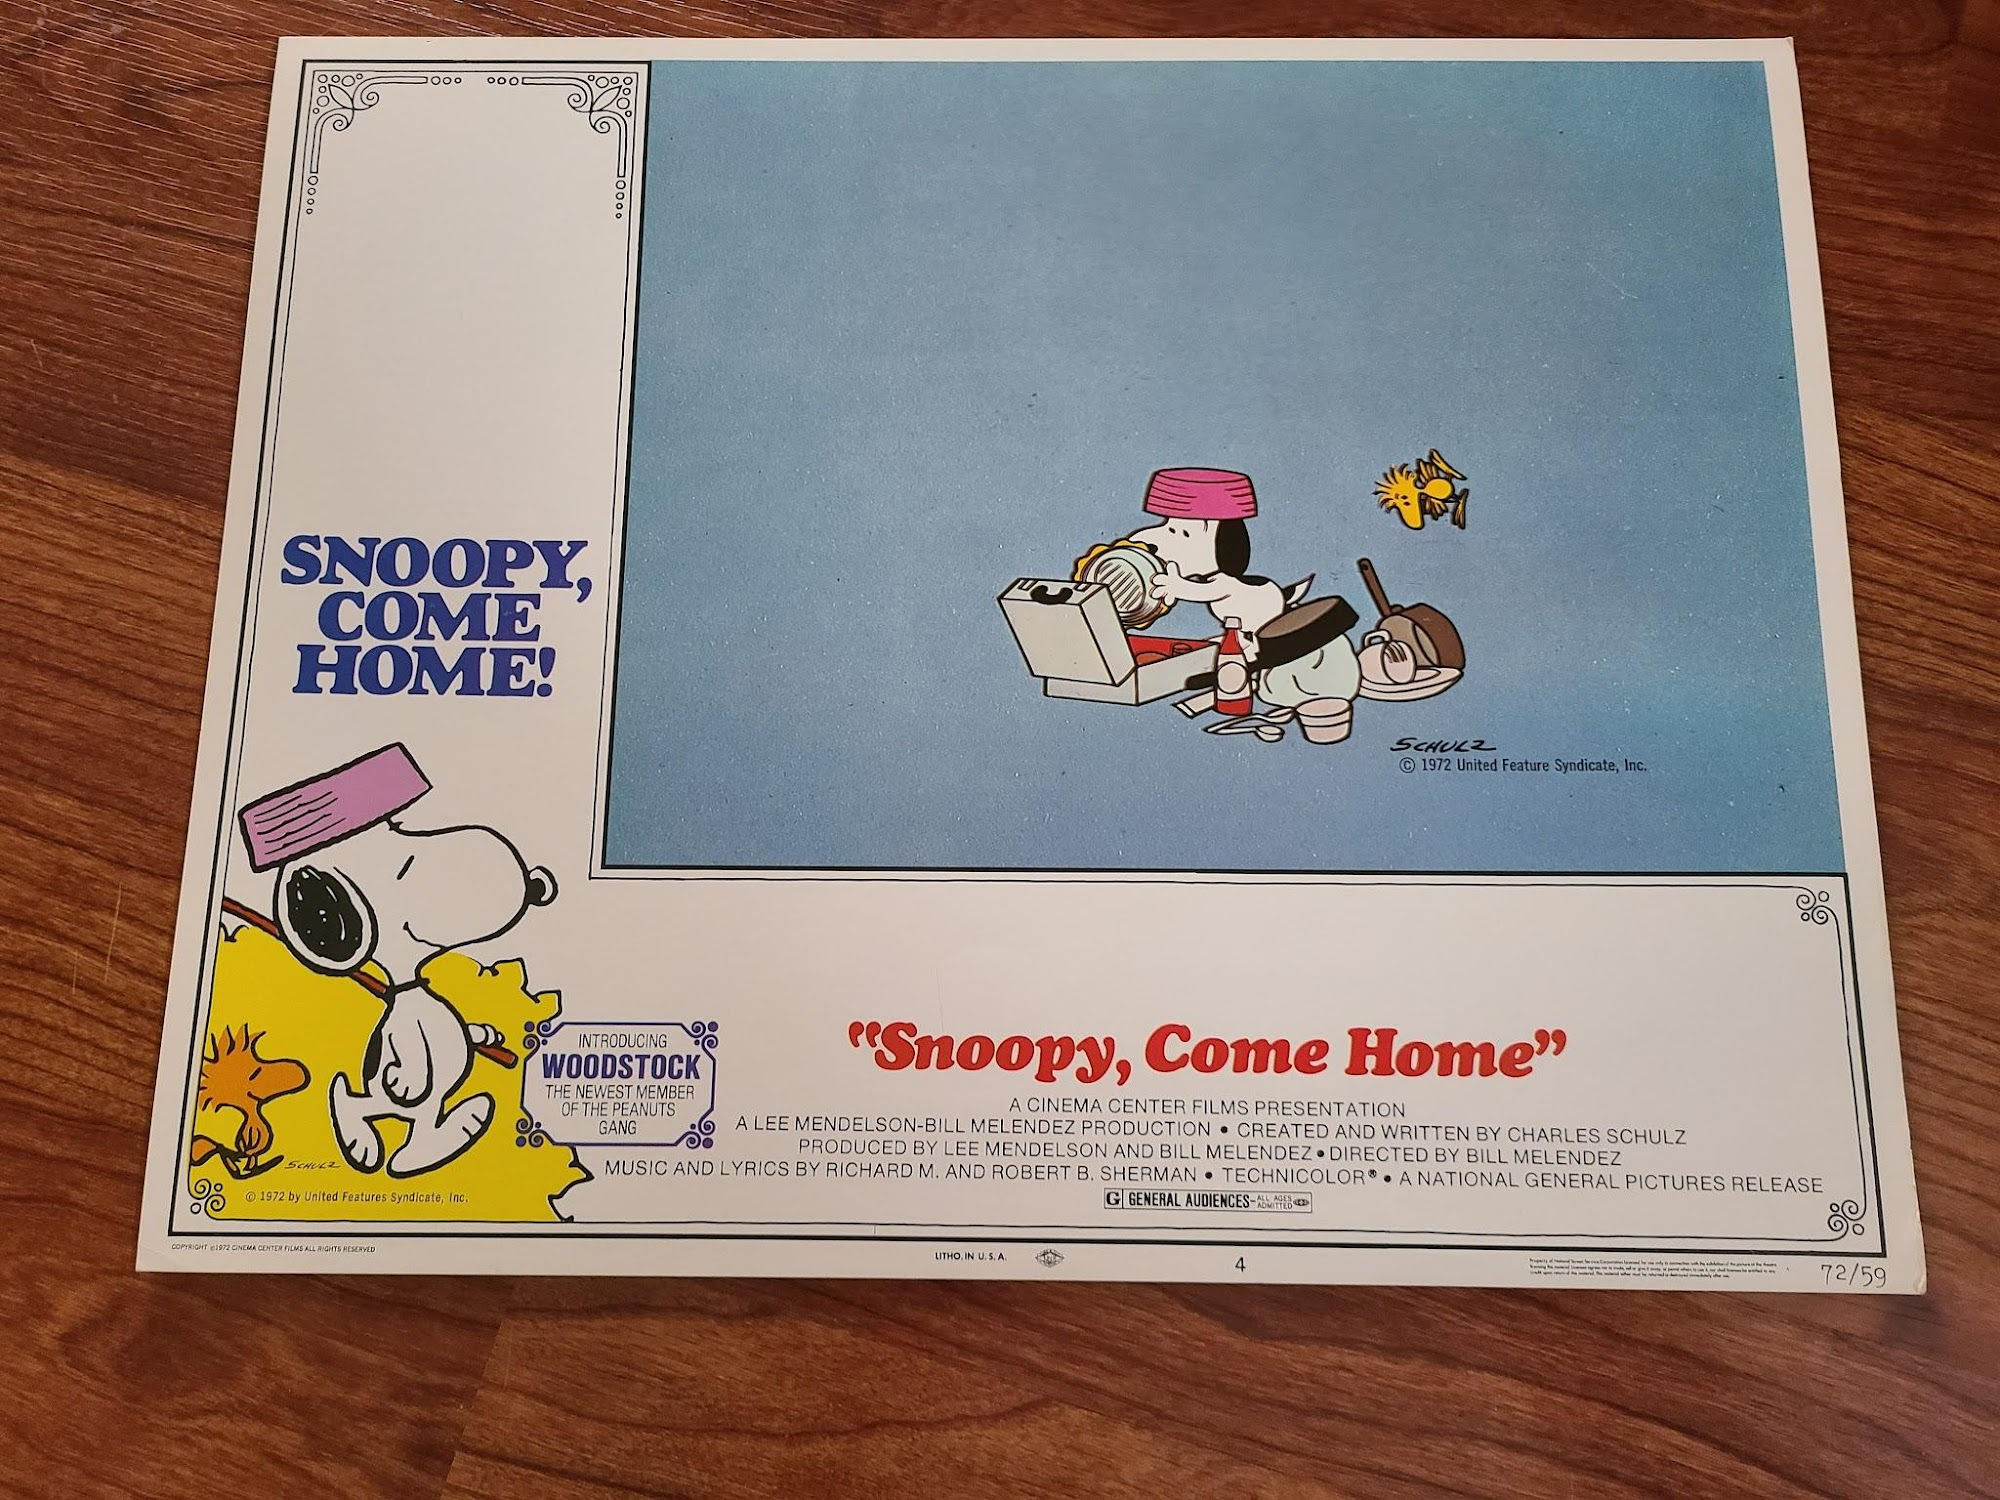 SNOOPY,
COME
HOME!
SCHULZ
© 1972 United Feature Syndicate, Inc.
INTRODUCING
WOODSTOCK
THE NEWEST MEMBER
OF THE PEANUTS
GANG
SCHULZ
© 1972 by United Features Syndicate, Inc.
"Snoopy, Come Home"
A CINEMA CENTER FILMS PRESENTATION
A LEE MENDELSON-BILL MELENDEZ PRODUCTION • CREATED AND WRITTEN BY CHARLES SCHULZ
PRODUCED BY LEE MENDELSON AND BILL MELENDEZ • DIRECTED BY BILL MELENDEZ
MUSIC AND LYRICS BY RICHARD M. AND ROBERT B. SHERMAN • TECHNICOLOR® • A NATIONAL GENERAL PICTURES RELEASE
G GENERAL AUDIENCES- ALL AGES ADMITTED
COPYRIGHT ©1972 CINEMA CENTER FILMS ALL RIGHTS RESERVED
LITHO. IN U. S. A.
4
72/59